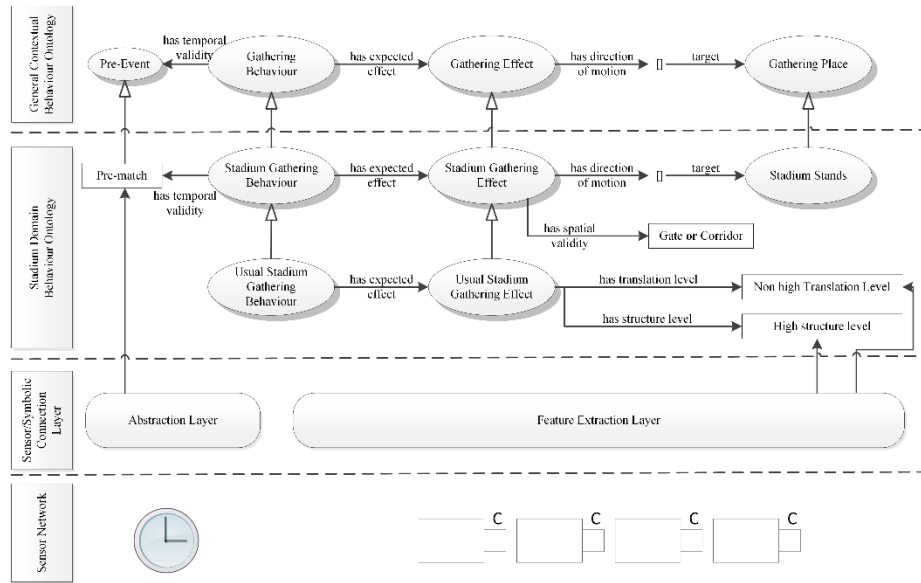 General Contextual
Behaviour Ontology
Pre-Event
has temporal
validity
Gathering
Behaviour
has expected
effect
Gathering Effect
has direction
of motion
[]
target
Gathering Place
Stadium Domain
Behaviour Ontology
Pre-match
has temporal
validity
Stadium Gathering
Behaviour
has expected
effect
Stadium Gathering
Effect
has direction
of motion
[]
target
Stadium Stands
has spatial
validity
Gate or Corridor
Usual Stadium
Gathering
Behaviour
has expected
effect
Usual Stadium
Gathering Effect
has translation level
Non high Translation Level
has structure level
High structure level
Sensor/Symbolic
Connection
Layer
Abstraction Layer
Feature Extraction Layer
Sensor Network
C
C
C
C